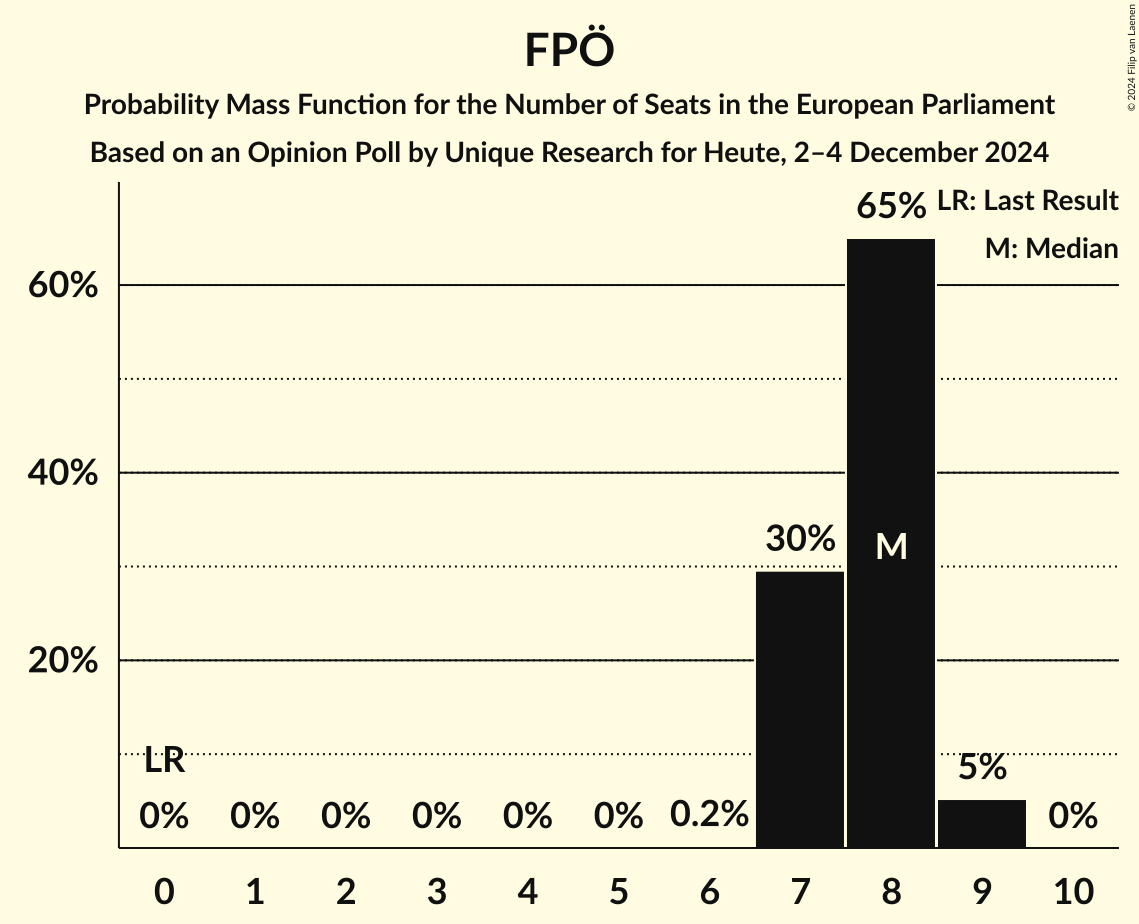 FPÖ
Probability Mass Function for the Number of Seats in the European Parliament
Based on an Opinion Poll by Unique Research for Heute, 2–4 December 2024
© 2024 Filip van Laenen
LR: Last Result
M: Median
60%
40%
20%
65%
30%
M
LR
5%
0% 0% 0% 0% 0% 0% 0.2% 0%
0 1 2 3 4 5 6 7 8 9 10